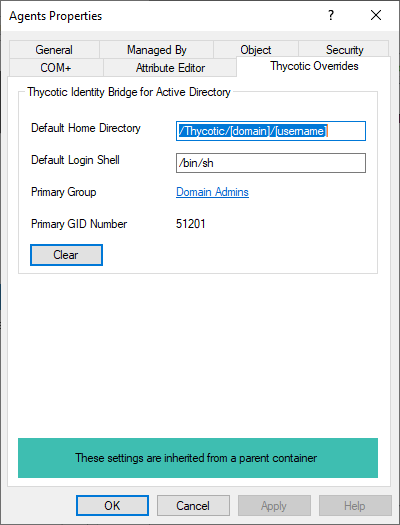 Agents Properties
General
Managed By
Object
Security
COM+
Attribute Editor
Thycotic Overrides
Thycotic Identity Bridge for Active Directory
Default Home Directory
/Thycotic/[domain]/[username]
Default Login Shell
/bin/sh
Primary Group
Domain Admins
Primary GID Number
51201
Clear
These settings are inherited from a parent container
OK
Cancel
Apply
Help